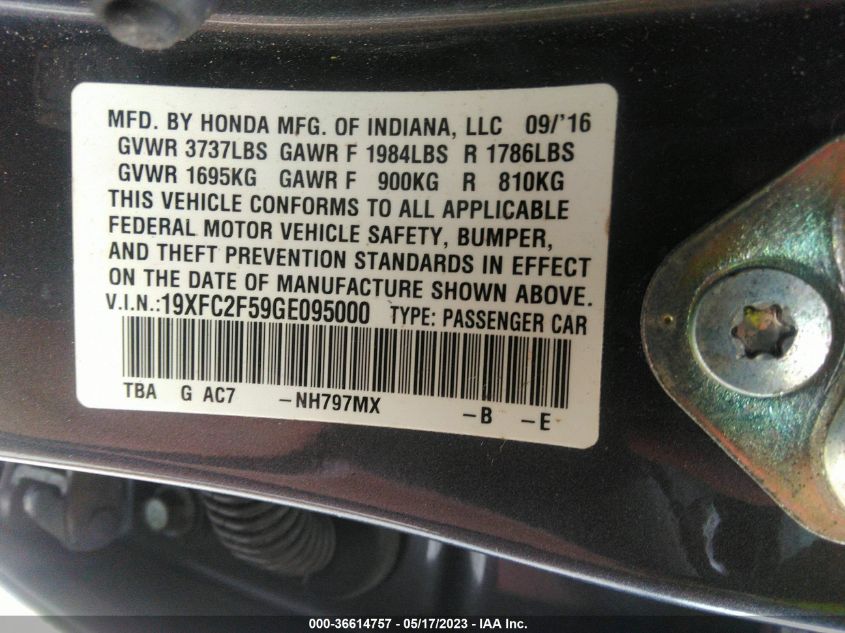 MFD. BY HONDA MFG. OF INDIANA, LLC 09/'16
GVWR 3737LBS GAWR F 1984LBS R 1786LBS
GVWR 1695KG GAWR F 900KG R 810KG
THIS VEHICLE CONFORMS TO ALL APPLICABLE
FEDERAL MOTOR VEHICLE SAFETY, BUMPER,
AND THEFT PREVENTION STANDARDS IN EFFECT
ON THE DATE OF MANUFACTURE SHOWN ABOVE.
V.I.N.:19XFC2F59GE095000 TYPE: PASSENGER CAR
TBA G AC7 -NH797MX -B -E
000-36614757 - 05/17/2023 - IAA Inc.